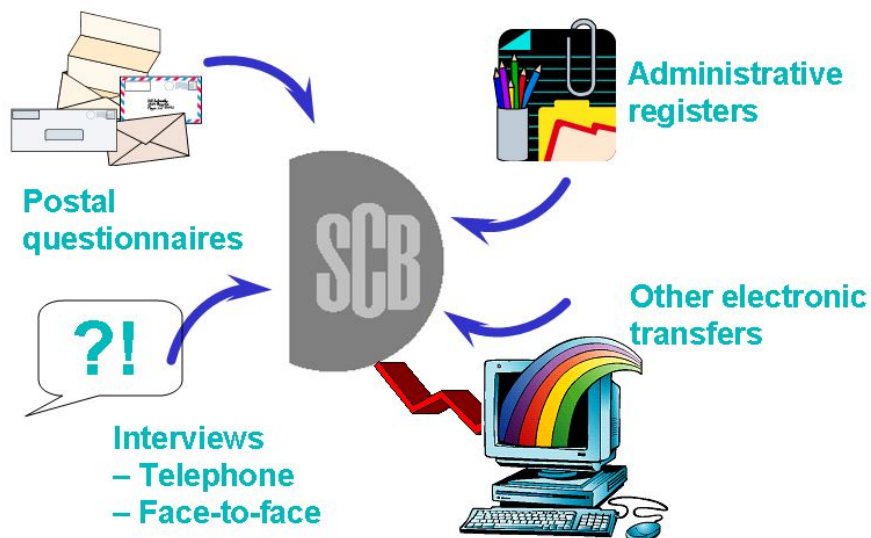 Administrative
registers
Postal
questionnaires
SCB
Other electronic
transfers
?!
Interviews
– Telephone
– Face-to-face